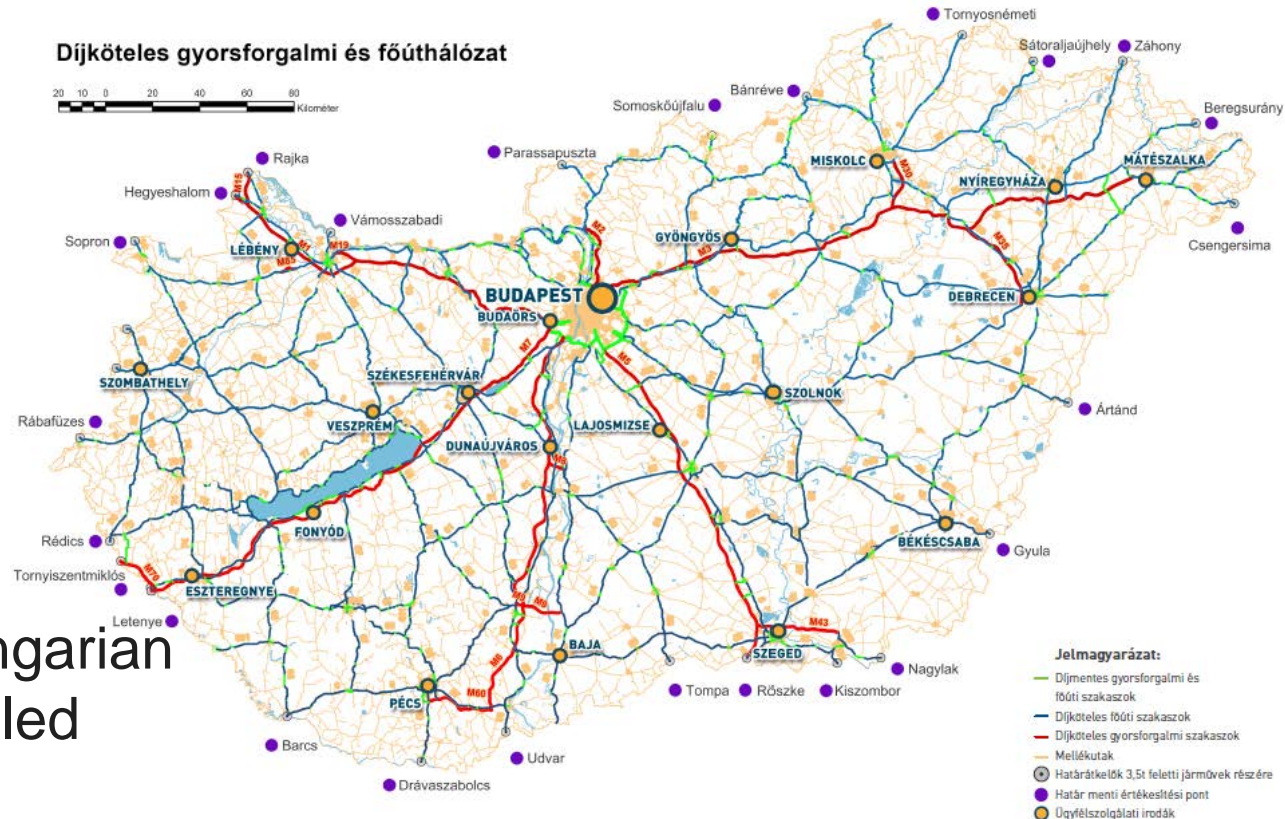 Díjköteles gyorsforgalmi és főúthálózat
20 10 0 20 40 60 80
Kilométer
Tornyosnémeti
Sátoraljaújhely
Záhony
Bánréve
Somoskőújfalu
Beregsurány
Parassapuszta
Rajka
MISKOLC
M30
MÁTÉSZALKA
NYÍREGYHÁZA
Hegyeshalom
M15
Vámosszabadi
Csengersima
Sopron
LÉBÉNY
M1
M19
M85
M2
GYÖNGYÖS
M3
M35
BUDAPEST
DEBRECEN
BUDAÖRS
M7
M5
SZOMBATHELY
SZÉKESFEHÉRVÁR
SZOLNOK
Ártánd
Rábafüzes
VESZPRÉM
LAJOSMIZSE
DUNAÚJVÁROS
M8
FONYÓD
Rédics
BÉKÉSCSABA
Gyula
Tornyiszentmiklós
M70
ESZTEREGNYE
M9
M9
Letenye
M43
ngarian
led
BAJA
SZEGED
M6
Nagylak
PÉCS
M60
Tompa
Röszke
Kiszombor
Barcs
Udvar
Drávaszabolcs
Jelmagyarázat:
Díjmentes gyorsforgalmi és
főúti szakaszok
Díjköteles főúti szakaszok
Díjköteles gyorsforgalmi szakaszok
Mellékutak
Határátkelők 3,5t feletti járművek részére
Határ menti értékesítési pont
Ügyfélszolgálati irodák